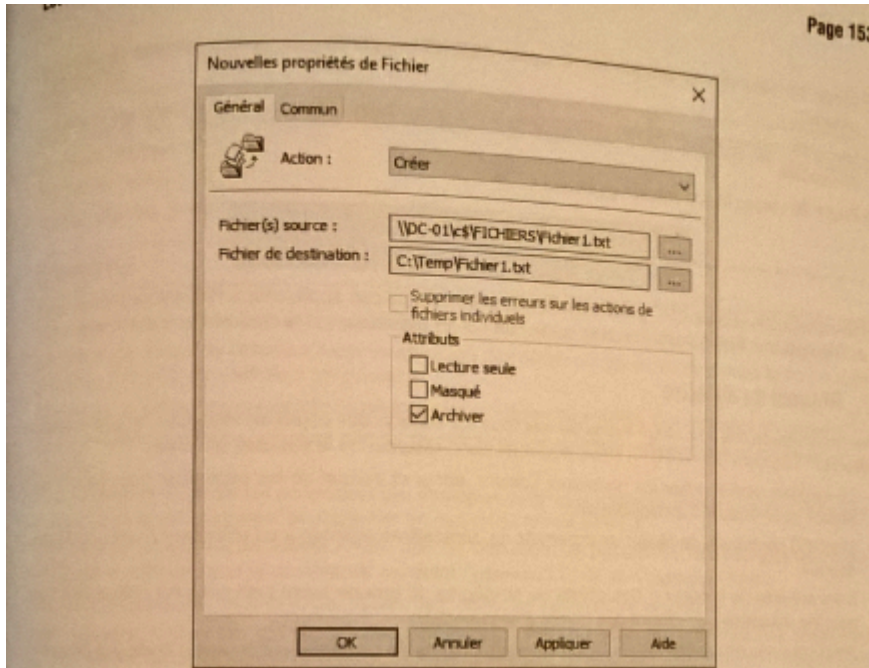 Page 153
Nouvelles propriétés de Fichier
Général Commun
Action :
Créer
Fichier(s) source :
\\DC-01\c$\FICHIERS\Fichier1.txt
...
Fichier de destination :
C:\Temp\Fichier1.txt
...
Supprimer les erreurs sur les actions de
fichiers individuels
Attributs
Lecture seule
Masqué
Archiver
OK Annuler Appliquer Aide